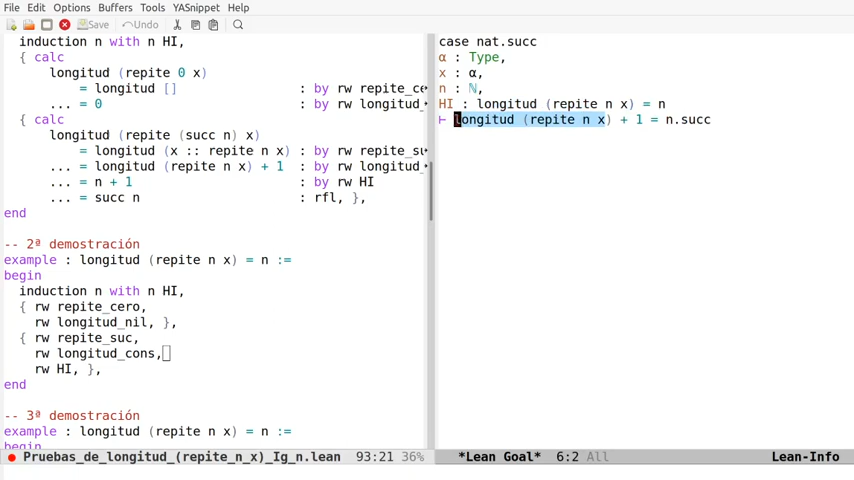 File Edit Options Buffers Tools YASnippet Help
Save Undo
induction n with n HI,
{ calc
longitud (repite 0 x)
= longitud [] : by rw repite_ce
... = 0 : by rw longitud_
{ calc
longitud (repite (succ n) x)
= longitud (x :: repite n x) : by rw repite_su
... = longitud (repite n x) + 1 : by rw longitud_
... = n + 1 : by rw HI
... = succ n : rfl, },
end
-- 2ª demostración
example : longitud (repite n x) = n :=
begin
induction n with n HI,
{ rw repite_cero,
rw longitud_nil, },
{ rw repite_suc,
rw longitud_cons,
rw HI, },
end
-- 3ª demostración
example : longitud (repite n x) = n :=
begin
Pruebas_de_longitud_(repite_n_x)_Ig_n.lean 93:21 36%
case nat.succ
α : Type,
x : α,
n : ℕ,
HI : longitud (repite n x) = n
⊢ longitud (repite n x) + 1 = n.succ
*Lean Goal* 6:2 All Lean-Info